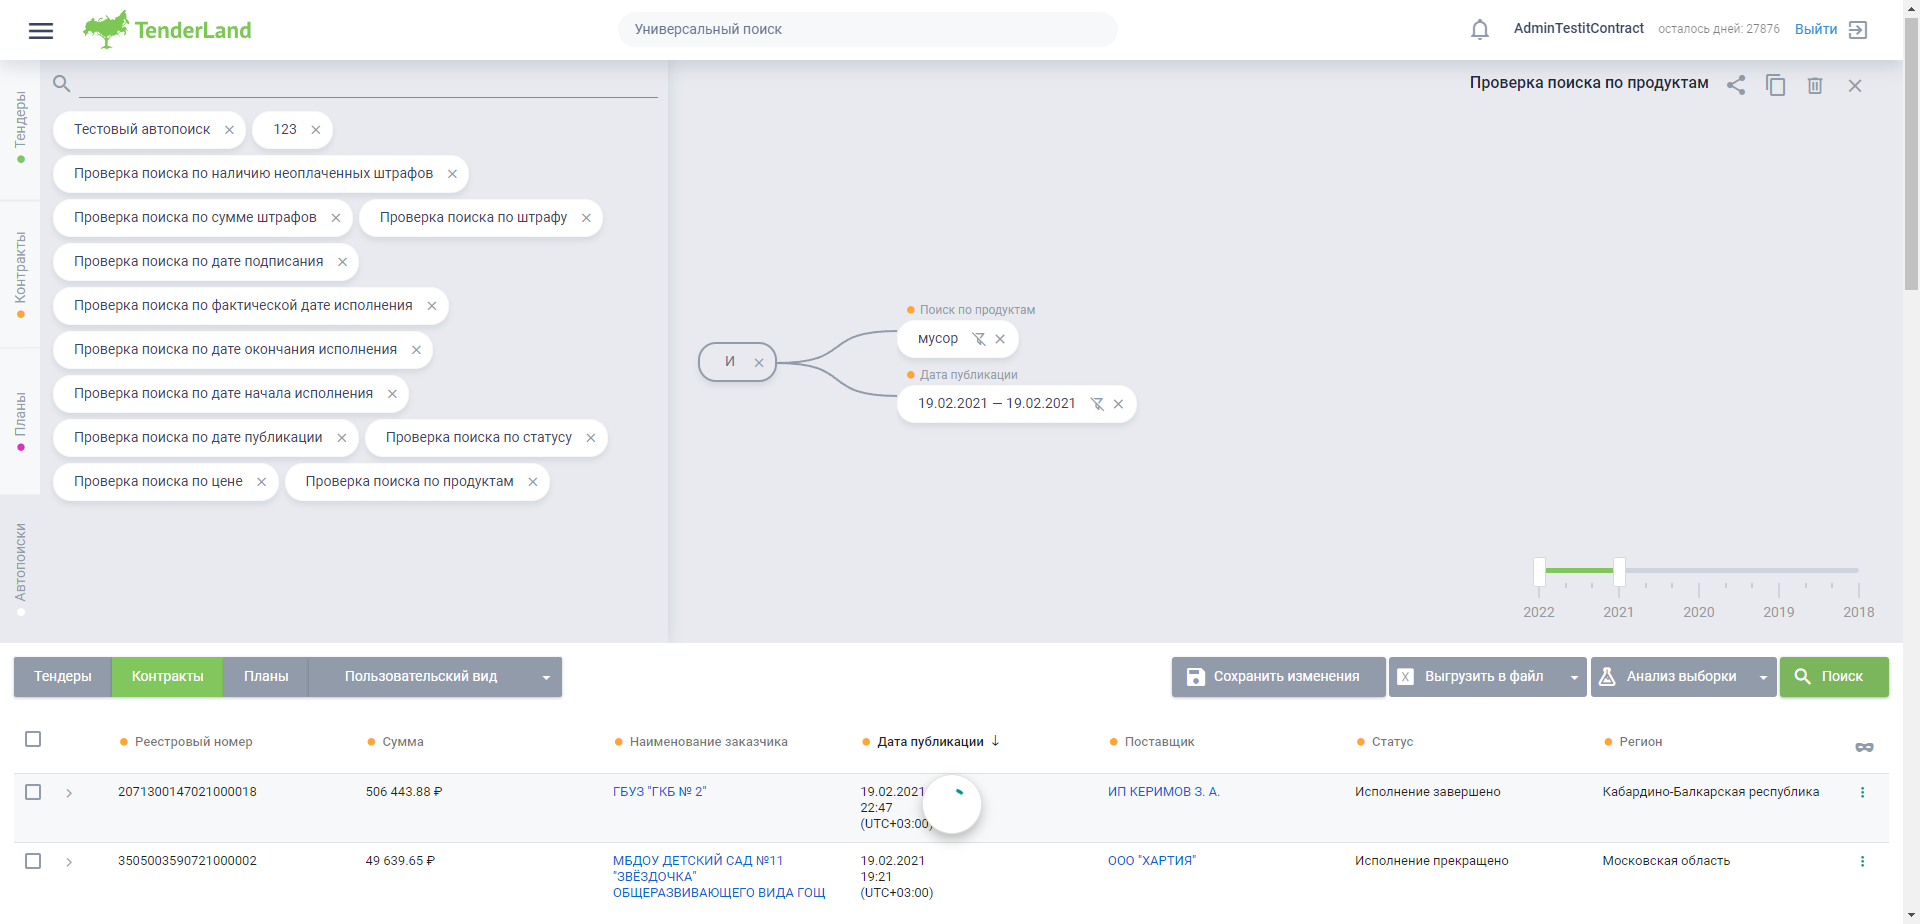 TenderLand
Универсальный поиск
AdminTestitContract
осталось дней: 27876
Выйти
Тендеры
Контракты
Планы
Автопоиски
Тестовый автопоиск
123
Проверка поиска по наличию неоплаченных штрафов
Проверка поиска по сумме штрафов
Проверка поиска по штрафу
Проверка поиска по дате подписания
Проверка поиска по фактической дате исполнения
Проверка поиска по дате окончания исполнения
Проверка поиска по дате начала исполнения
Проверка поиска по дате публикации
Проверка поиска по статусу
Проверка поиска по цене
Проверка поиска по продуктам
Проверка поиска по продуктам
И
Поиск по продуктам
мусор
Дата публикации
19.02.2021 — 19.02.2021
2022 2021 2020 2019 2018
Тендеры Контракты Планы Пользовательский вид
Сохранить изменения
X Выгрузить в файл
Анализ выборки
Поиск
Реестровый номер Сумма Наименование заказчика Дата публикации Поставщик Статус Регион
2071300147021000018 506 443.88 ₽ ГБУЗ "ГКБ № 2" 19.02.2021 ИП КЕРИМОВ З. А. Исполнение завершено Кабардино-Балкарская республика
22:47
(UTC+03:00)
3505003590721000002 49 639.65 ₽ МБДОУ ДЕТСКИЙ САД №11 19.02.2021 ООО "ХАРТИЯ" Исполнение прекращено Московская область
"ЗВЁЗДОЧКА" 19:21
ОБЩЕРАЗВИВАЮЩЕГО ВИДА ГОЩ (UTC+03:00)